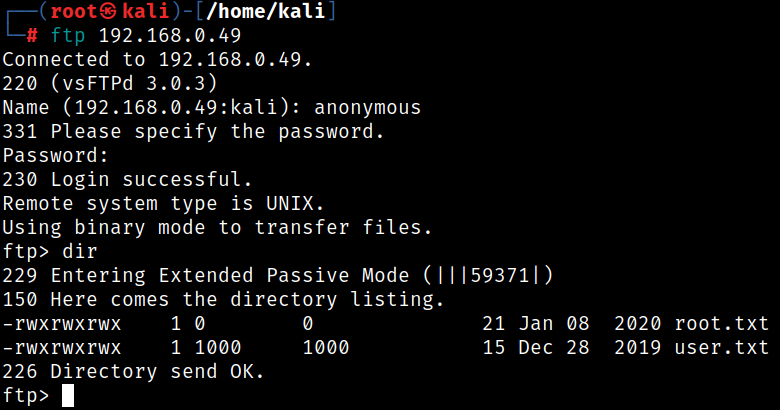 ┌──(root㉿kali)-[/home/kali]
└─# ftp 192.168.0.49
Connected to 192.168.0.49.
220 (vsFTPd 3.0.3)
Name (192.168.0.49:kali): anonymous
331 Please specify the password.
Password:
230 Login successful.
Remote system type is UNIX.
Using binary mode to transfer files.
ftp> dir
229 Entering Extended Passive Mode (|||59371|)
150 Here comes the directory listing.
-rwxrwxrwx    1 0        0              21 Jan 08  2020 root.txt
-rwxrwxrwx    1 1000     1000           15 Dec 28  2019 user.txt
226 Directory send OK.
ftp>